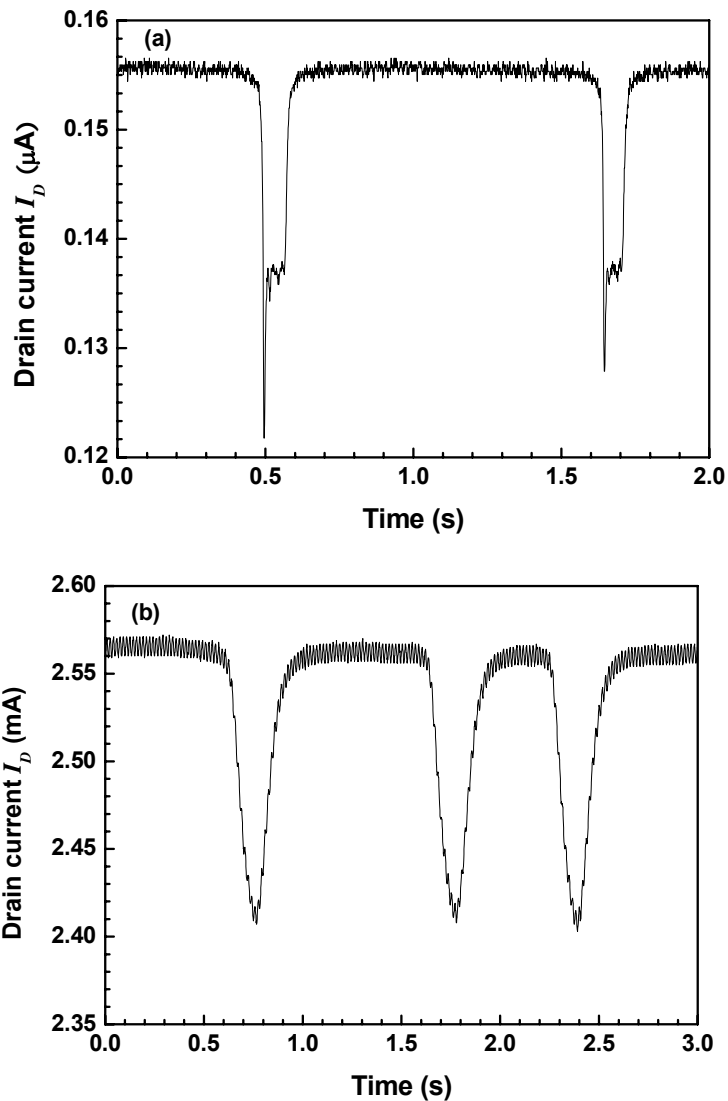 (a)
0.16
0.15
0.14
0.13
0.12
Drain current I_D (µA)
0.0 0.5 1.0 1.5 2.0
Time (s)
(b)
2.60
2.55
2.50
2.45
2.40
2.35
Drain current I_D (mA)
0.0 0.5 1.0 1.5 2.0 2.5 3.0
Time (s)